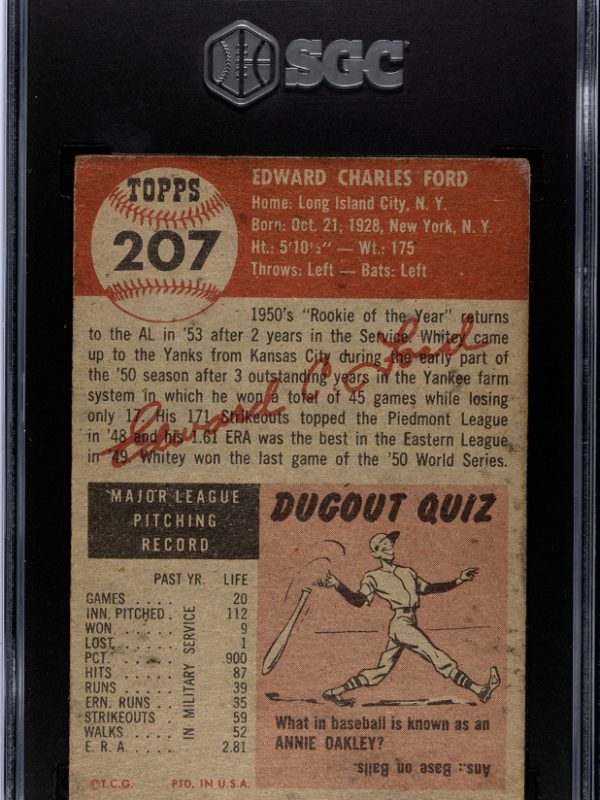 SGC
TOPPS
207
EDWARD CHARLES FORD
Home: Long Island City, N. Y.
Born: Oct. 21, 1928, New York, N. Y.
Ht.: 5'10½" — Wt.: 175
Throws: Left — Bats: Left
1950's "Rookie of the Year" returns
to the AL in '53 after 2 years in the Service. Whitey came
up to the Yanks from Kansas City during the early part of
the '50 season after 3 outstanding years in the Yankee farm
system in which he won a total of 45 games while losing
only 17. His 171 Strikeouts topped the Piedmont League
in '48 and his 1.61 ERA was the best in the Eastern League
in '49. Whitey won the last game of the '50 World Series.
Edward C. Ford
MAJOR LEAGUE
PITCHING
RECORD
PAST YR. LIFE
GAMES . . . . . 20
INN. PITCHED . 112
WON . . . . . 9
LOST . . . . . 1
PCT. . . . . . 900
HITS . . . . . 87
RUNS . . . . . 39
ERN. RUNS . . 35
STRIKEOUTS . . 59
WALKS . . . . 52
E. R. A. . . . . 2.81
IN MILITARY SERVICE
©T.C.G. PTD. IN U.S.A.
DUGOUT QUIZ
What in baseball is known as an
ANNIE OAKLEY?
Ans.: Base on Balls.